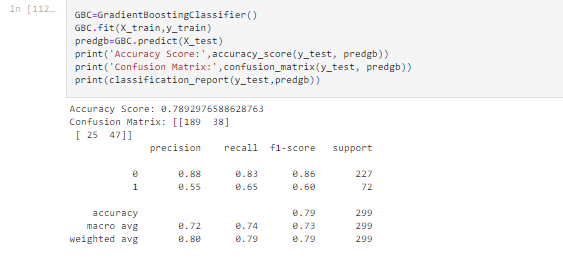 In [112…
GBC=GradientBoostingClassifier()
GBC.fit(X_train,y_train)
predgb=GBC.predict(X_test)
print('Accuracy Score:',accuracy_score(y_test, predgb))
print('Confusion Matrix:',confusion_matrix(y_test, predgb))
print(classification_report(y_test,predgb))
Accuracy Score: 0.7892976588628763
Confusion Matrix: [[189  38]
 [ 25  47]]
              precision    recall  f1-score   support
           0       0.88      0.83      0.86       227
           1       0.55      0.65      0.60        72
    accuracy                           0.79       299
   macro avg       0.72      0.74      0.73       299
weighted avg       0.80      0.79      0.79       299